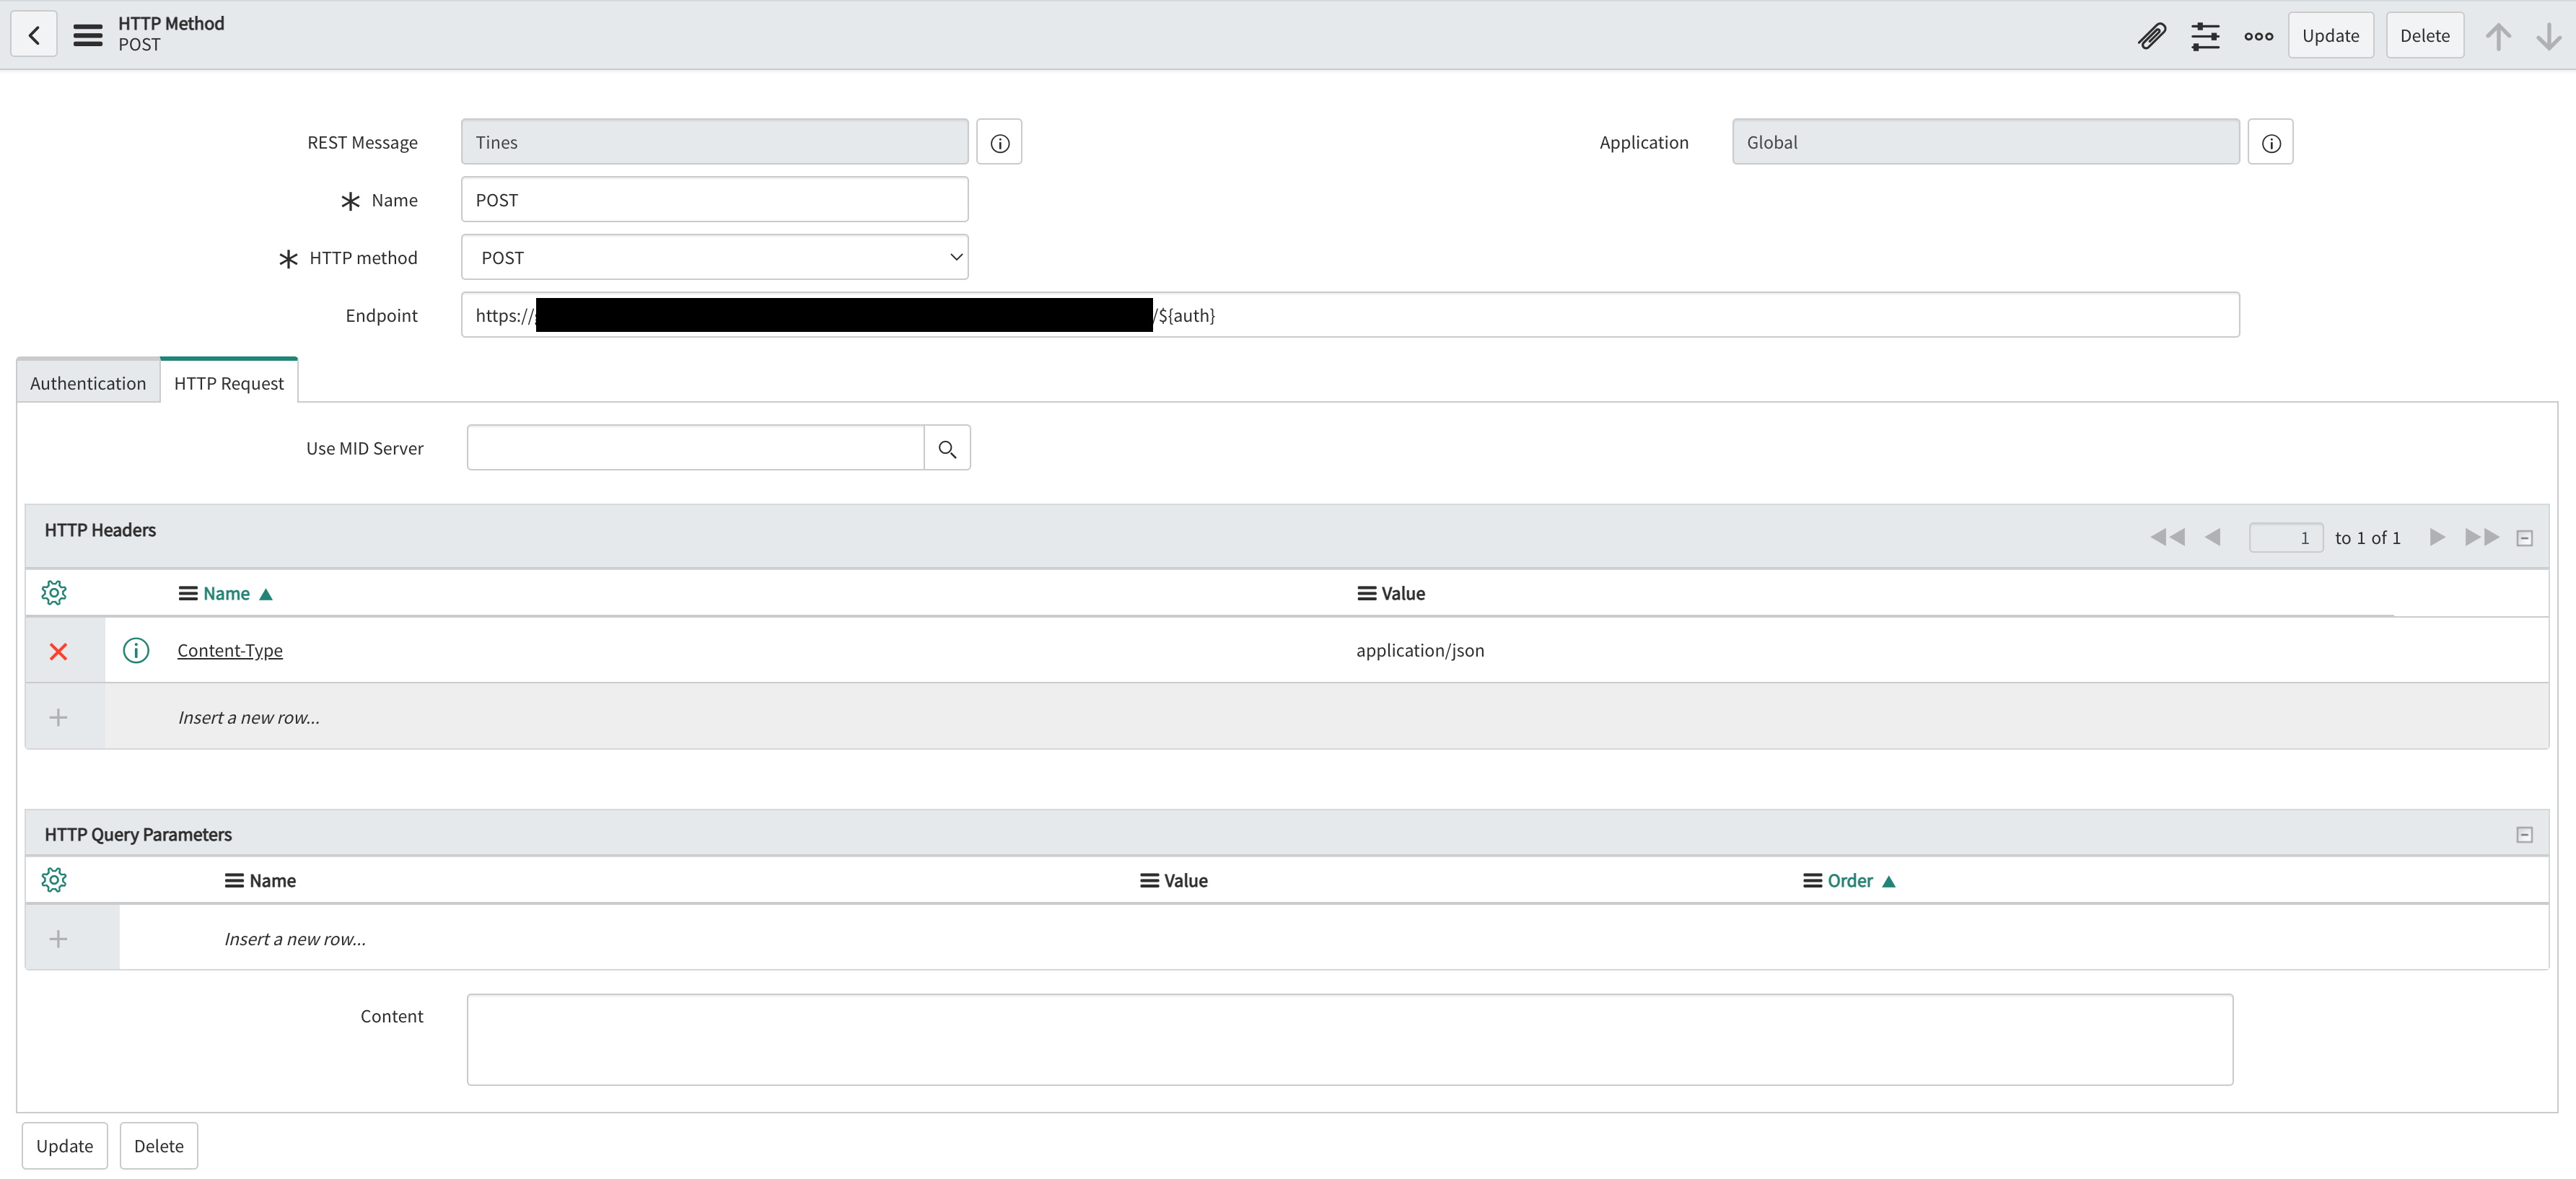 HTTP Method
POST
Update
Delete
REST Message
Tines
Application
Global
Name
POST
HTTP method
POST
Endpoint
https:// /${auth}
Authentication
HTTP Request
Use MID Server
HTTP Headers
1 to 1 of 1
Name
Value
Content-Type
application/json
Insert a new row...
HTTP Query Parameters
Name
Value
Order
Insert a new row...
Content
Update
Delete